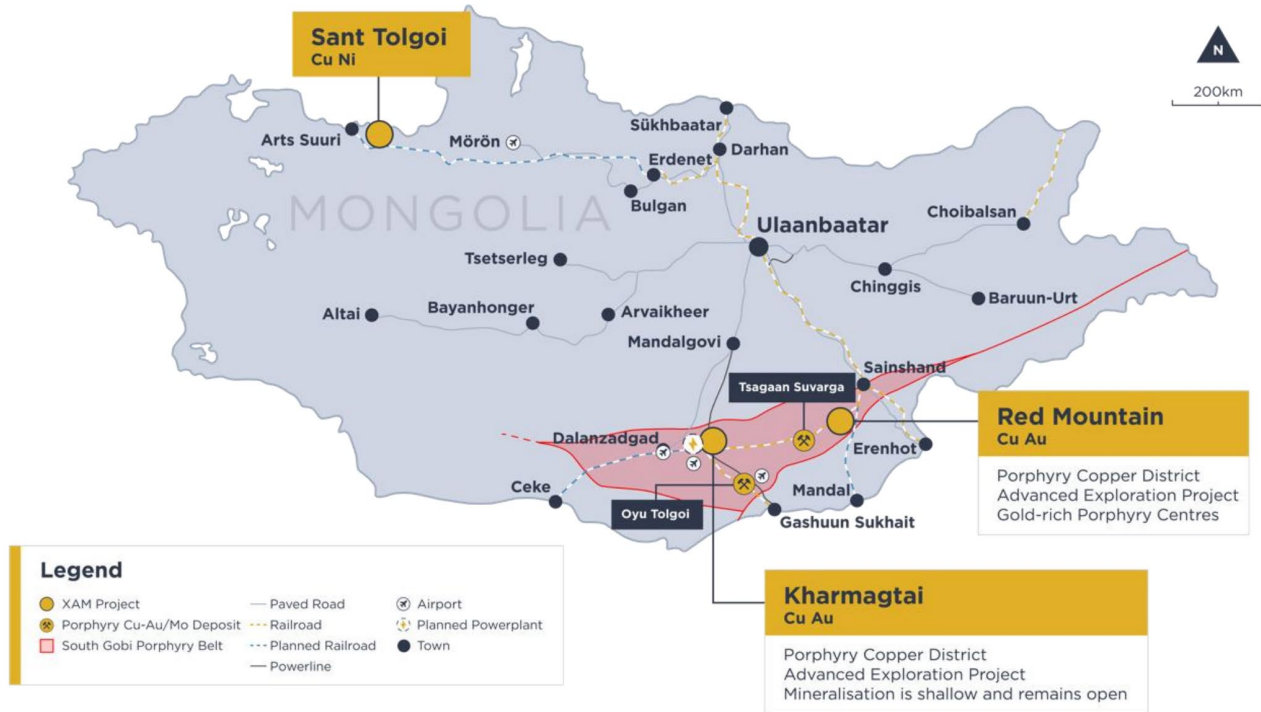 Sant Tolgoi
Cu Ni
N
200km
Arts Suuri
Mörön
Sükhbaatar
Darhan
Erdenet
Bulgan
MONGOLIA
Ulaanbaatar
Choibalsan
Tsetserleg
Chinggis
Baruun-Urt
Altai
Bayanhonger
Arvaikheer
Mandalgovi
Sainshand
Tsagaan Suvarga
Red Mountain
Cu Au
Porphyry Copper District
Advanced Exploration Project
Gold-rich Porphyry Centres
Dalanzadgad
Erenhot
Ceke
Oyu Tolgoi
Mandal
Gashuun Sukhait
Kharmagtai
Cu Au
Porphyry Copper District
Advanced Exploration Project
Mineralisation is shallow and remains open
Legend
XAM Project
Porphyry Cu-Au/Mo Deposit
South Gobi Porphyry Belt
Paved Road
Railroad
Planned Railroad
Powerline
Airport
Planned Powerplant
Town